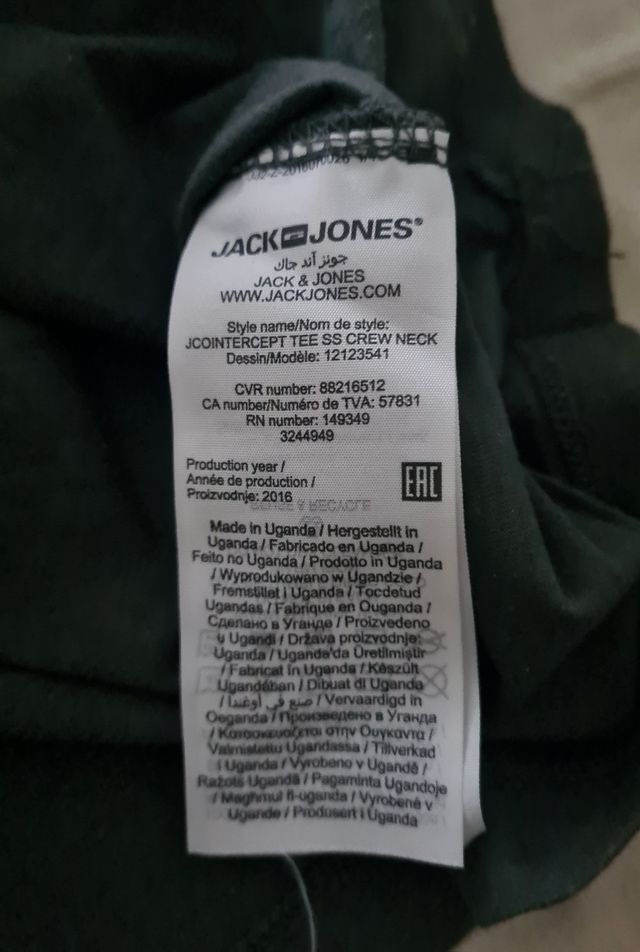 JACK JONES®
جونز آند جاك
JACK & JONES
WWW.JACKJONES.COM
Style name/Nom de style:
JCOINTERCEPT TEE SS CREW NECK
Dessin/Modèle: 12123541
CVR number: 88216512
CA number/Numéro de TVA: 57831
RN number: 149349
3244949
Production year /
Année de production /
Proizvodnje: 2016
EAC
Made in Uganda / Hergestellt in
Uganda / Fabricado en Uganda /
Feito no Uganda / Prodotto in Uganda
/ Wyprodukowano w Ugandzie /
Fremstillet i Uganda / Tocdetud
Ugandas / Fabrique en Ouganda /
Сделано в Уганде / Proizvedeno
u Ugandi / Država proizvodnje:
Uganda / Uganda'da Üretilmiştir
/ Fabricat în Uganda / Készült
Ugandában / Dibuat di Uganda
/ صنع في أوغندا / Vervaardigd in
Oeganda / Произведено в Уганда
/ Κατασκευάζεται στην Ουγκάντα /
Valmistettu Ugandassa / Tillverkad
i Uganda / Vyrobeno v Ugandě /
Ražots Ugandā / Pagaminta Ugandoje
/ Maghmul fl-uganda / Vyrobené v
Ugande / Produsert i Uganda